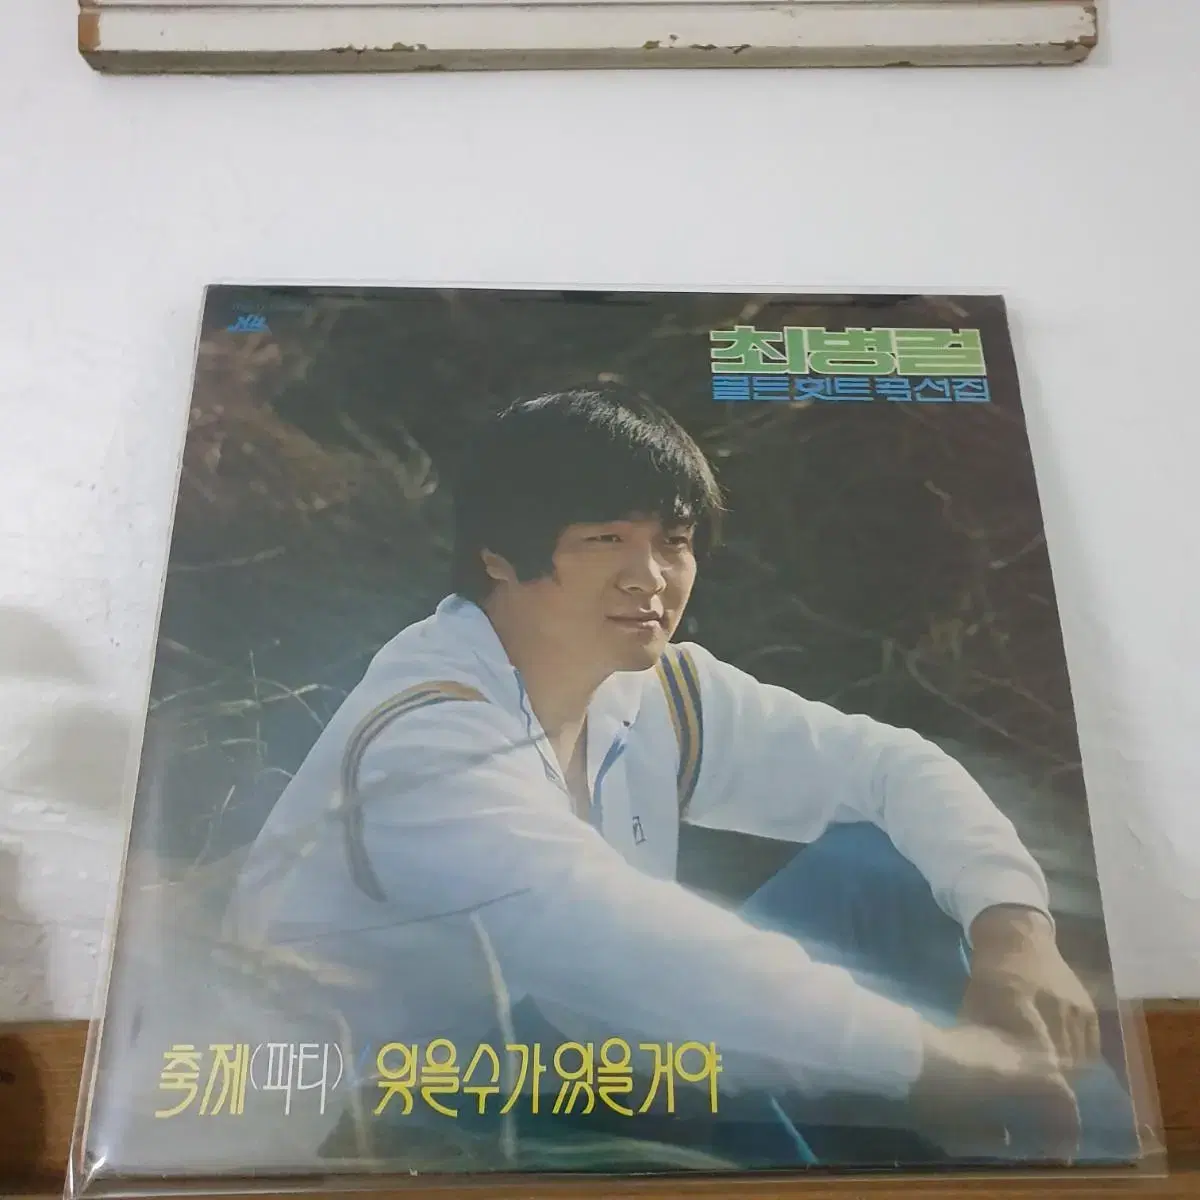 최병걸
골든 힛트 곡 선집
축제(파티) / 잊을수가 있을거야